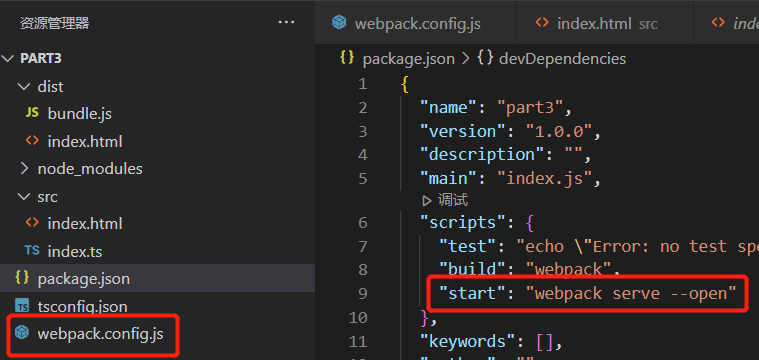 资源管理器 ···
PART3
dist
JS bundle.js
<> index.html
node_modules
src
<> index.html
TS index.ts
{} package.json
TS tsconfig.json
webpack.config.js
webpack.config.js <> index.html src <> inde
{} package.json > {} devDependencies
1 {
2 "name": "part3",
3 "version": "1.0.0",
4 "description": "",
5 "main": "index.js",
调试
6 "scripts": {
7 "test": "echo \"Error: no test spe
8 "build": "webpack",
9 "start": "webpack serve --open"
10 },
11 "keywords": [],